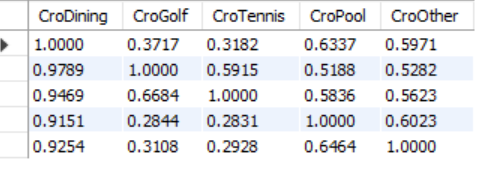 CroDining CroGolf CroTennis CroPool CroOther
1.0000 0.3717 0.3182 0.6337 0.5971
0.9789 1.0000 0.5915 0.5188 0.5282
0.9469 0.6684 1.0000 0.5836 0.5623
0.9151 0.2844 0.2831 1.0000 0.6023
0.9254 0.3108 0.2928 0.6464 1.0000